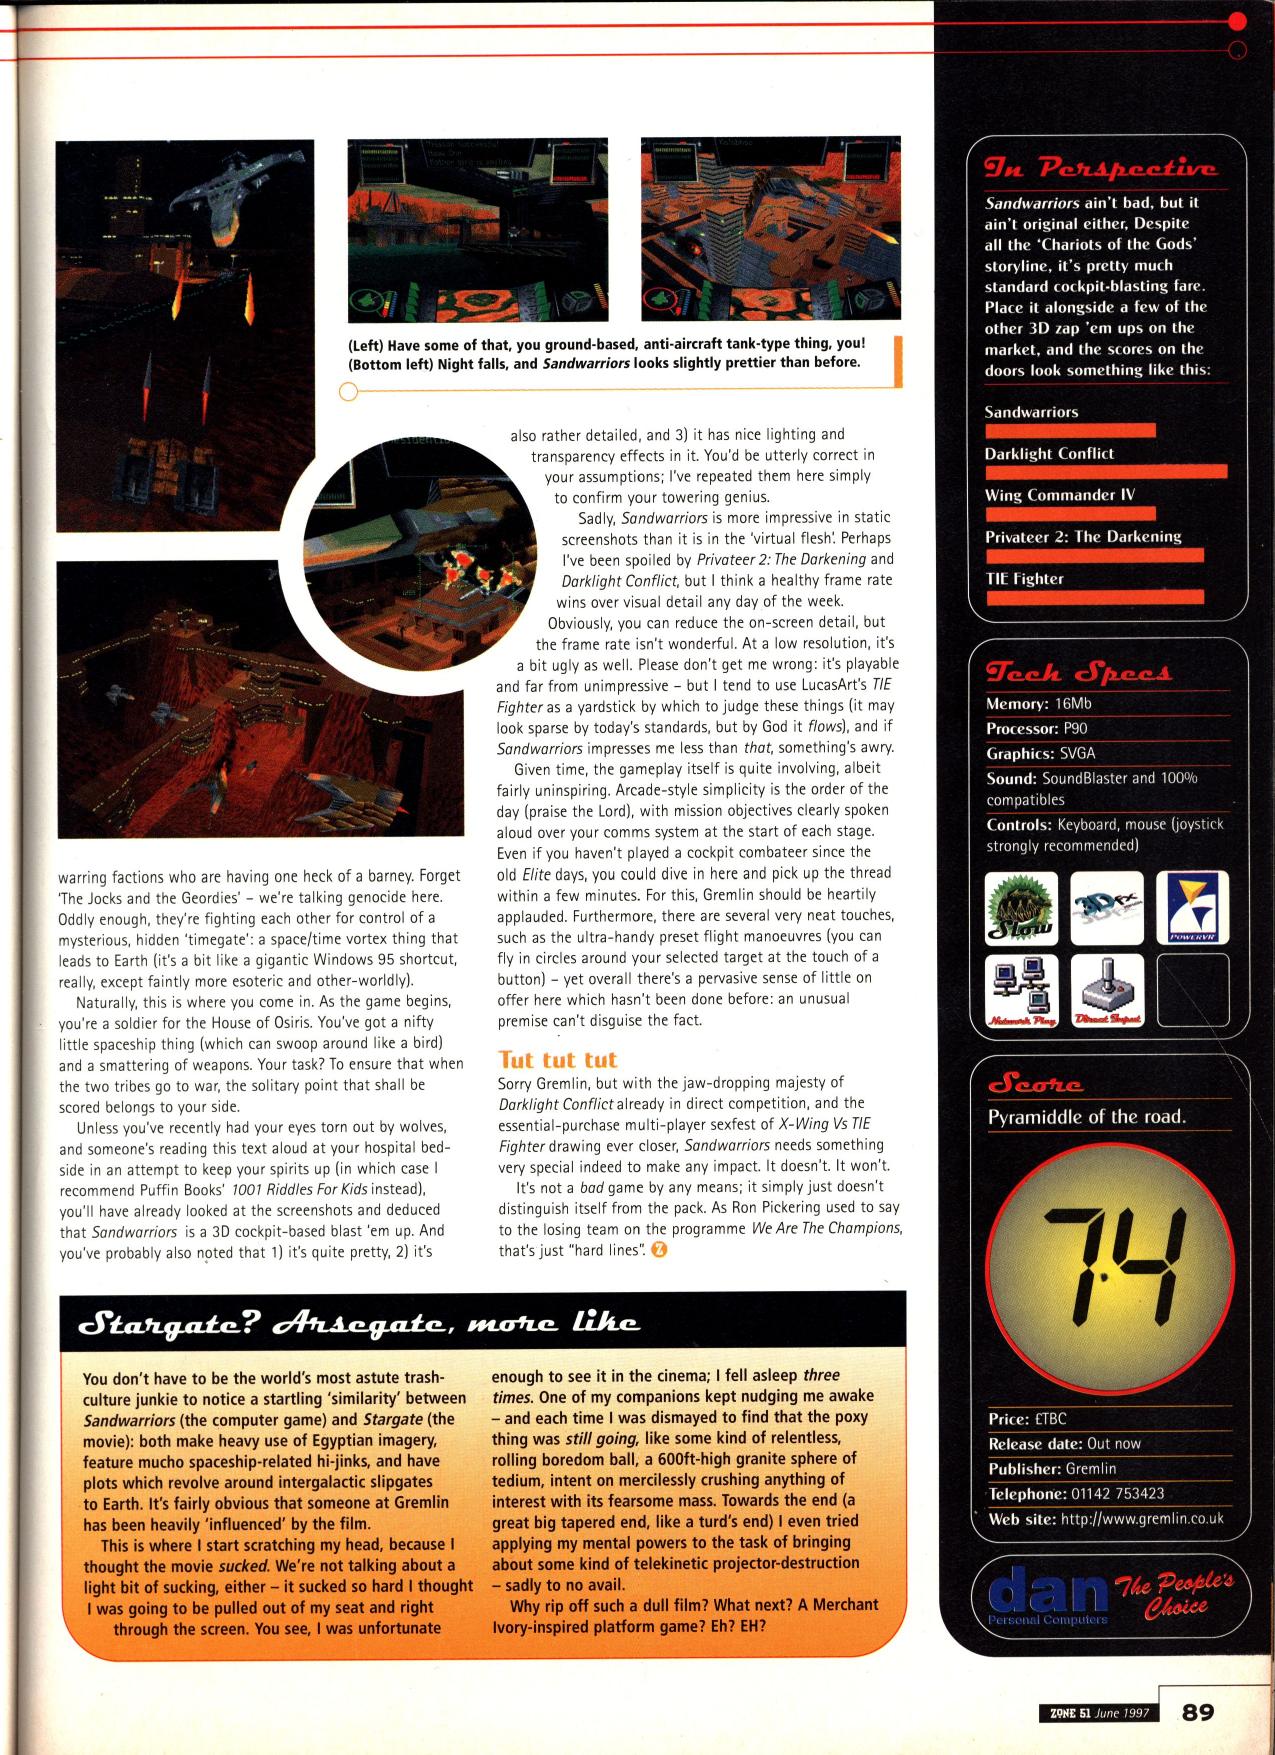 (Left) Have some of that, you ground-based, anti-aircraft tank-type thing, you!
(Bottom left) Night falls, and Sandwarriors looks slightly prettier than before.
warring factions who are having one heck of a barney. Forget
'The Jocks and the Geordies' – we're talking genocide here.
Oddly enough, they're fighting each other for control of a
mysterious, hidden 'timegate': a space/time vortex thing that
leads to Earth (it's a bit like a gigantic Windows 95 shortcut,
really, except faintly more esoteric and other-worldly).
Naturally, this is where you come in. As the game begins,
you're a soldier for the House of Osiris. You've got a nifty
little spaceship thing (which can swoop around like a bird)
and a smattering of weapons. Your task? To ensure that when
the two tribes go to war, the solitary point that shall be
scored belongs to your side.
Unless you've recently had your eyes torn out by wolves,
and someone's reading this text aloud at your hospital bed-
side in an attempt to keep your spirits up (in which case I
recommend Puffin Books' 1001 Riddles For Kids instead),
you'll have already looked at the screenshots and deduced
that Sandwarriors is a 3D cockpit-based blast 'em up. And
you've probably also noted that 1) it's quite pretty, 2) it's
also rather detailed, and 3) it has nice lighting and
transparency effects in it. You'd be utterly correct in
your assumptions; I've repeated them here simply
to confirm your towering genius.
Sadly, Sandwarriors is more impressive in static
screenshots than it is in the 'virtual flesh'. Perhaps
I've been spoiled by Privateer 2: The Darkening and
Darklight Conflict, but I think a healthy frame rate
wins over visual detail any day of the week.
Obviously, you can reduce the on-screen detail, but
the frame rate isn't wonderful. At a low resolution, it's
a bit ugly as well. Please don't get me wrong: it's playable
and far from unimpressive – but I tend to use LucasArt's TIE
Fighter as a yardstick by which to judge these things (it may
look sparse by today's standards, but by God it flows), and if
Sandwarriors impresses me less than that, something's awry.
Given time, the gameplay itself is quite involving, albeit
fairly uninspiring. Arcade-style simplicity is the order of the
day (praise the Lord), with mission objectives clearly spoken
aloud over your comms system at the start of each stage.
Even if you haven't played a cockpit combateer since the
old Elite days, you could dive in here and pick up the thread
within a few minutes. For this, Gremlin should be heartily
applauded. Furthermore, there are several very neat touches,
such as the ultra-handy preset flight manoeuvres (you can
fly in circles around your selected target at the touch of a
button) – yet overall there's a pervasive sense of little on
offer here which hasn't been done before: an unusual
premise can't disguise the fact.
Tut tut tut
Sorry Gremlin, but with the jaw-dropping majesty of
Darklight Conflict already in direct competition, and the
essential-purchase multi-player sexfest of X-Wing Vs TIE
Fighter drawing ever closer, Sandwarriors needs something
very special indeed to make any impact. It doesn't. It won't.
It's not a bad game by any means; it simply just doesn't
distinguish itself from the pack. As Ron Pickering used to say
to the losing team on the programme We Are The Champions,
that's just "hard lines". Z
Stargate? Arsegate, more like
You don't have to be the world's most astute trash-
culture junkie to notice a startling 'similarity' between
Sandwarriors (the computer game) and Stargate (the
movie): both make heavy use of Egyptian imagery,
feature mucho spaceship-related hi-jinks, and have
plots which revolve around intergalactic slipgates
to Earth. It's fairly obvious that someone at Gremlin
has been heavily 'influenced' by the film.
This is where I start scratching my head, because I
thought the movie sucked. We're not talking about a
light bit of sucking, either – it sucked so hard I thought
I was going to be pulled out of my seat and right
through the screen. You see, I was unfortunate
enough to see it in the cinema; I fell asleep three
times. One of my companions kept nudging me awake
– and each time I was dismayed to find that the poxy
thing was still going, like some kind of relentless,
rolling boredom ball, a 600ft-high granite sphere of
tedium, intent on mercilessly crushing anything of
interest with its fearsome mass. Towards the end (a
great big tapered end, like a turd's end) I even tried
applying my mental powers to the task of bringing
about some kind of telekinetic projector-destruction
– sadly to no avail.
Why rip off such a dull film? What next? A Merchant
Ivory-inspired platform game? Eh? EH?
In Perspective
Sandwarriors ain't bad, but it
ain't original either, Despite
all the 'Chariots of the Gods'
storyline, it's pretty much
standard cockpit-blasting fare.
Place it alongside a few of the
other 3D zap 'em ups on the
market, and the scores on the
doors look something like this:
Sandwarriors
Darklight Conflict
Wing Commander IV
Privateer 2: The Darkening
TIE Fighter
Tech Specs
Memory: 16Mb
Processor: P90
Graphics: SVGA
Sound: SoundBlaster and 100%
compatibles
Controls: Keyboard, mouse (joystick
strongly recommended)
Slow
3Dfx
PowerVR
Network Play
Direct Input
Score
Pyramiddle of the road.
74
Price: £TBC
Release date: Out now
Publisher: Gremlin
Telephone: 01142 753423
Web site: http://www.gremlin.co.uk
dan
Personal Computers
The People's
Choice
ZONE 51 June 1997
89